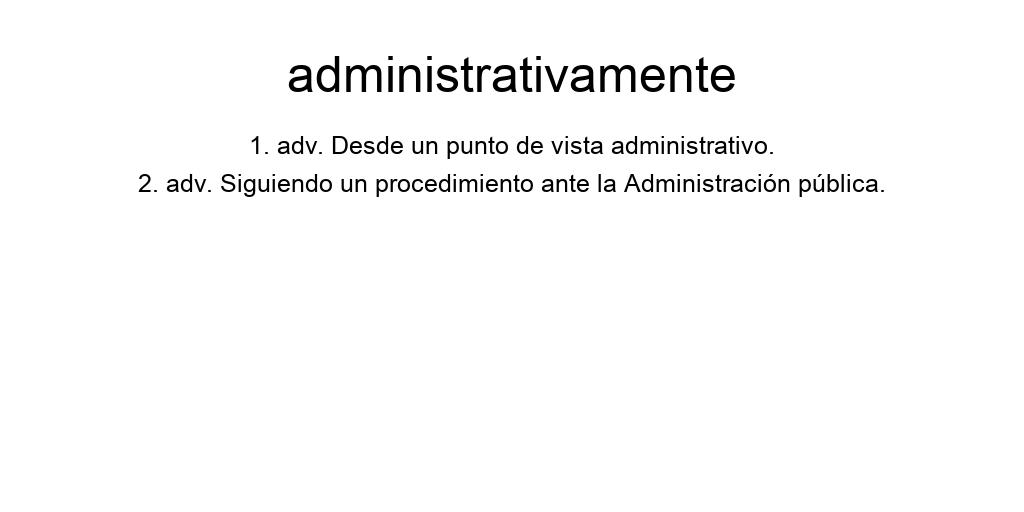 administrativamente
1. adv. Desde un punto de vista administrativo.
2. adv. Siguiendo un procedimiento ante la Administración pública.